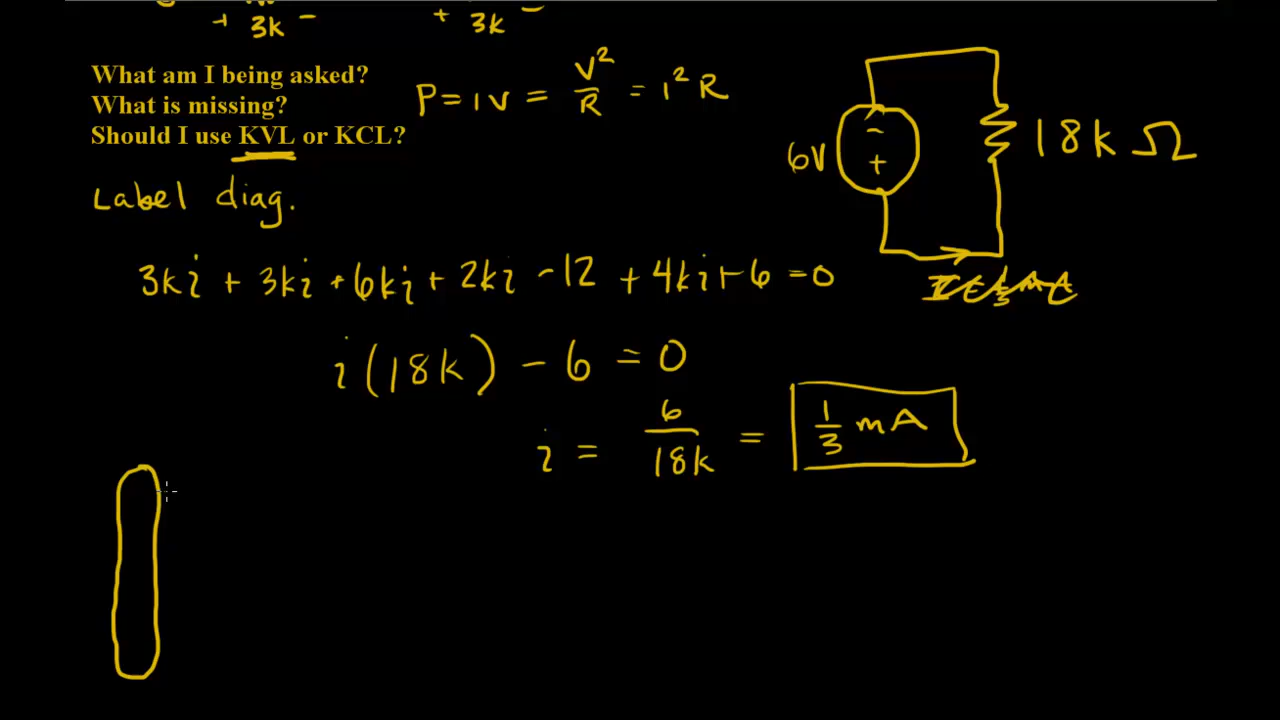 + 3k − + 3k −
What am I being asked?
What is missing?
Should I use KVL or KCL?
P = IV = V²/R = I² R
6V − + 18k Ω
Label diag.
3ki + 3ki + 6ki + 2ki − 12 + 4ki + 6 = 0
i (18k) − 6 = 0
i = 6/18k = 1/3 mA